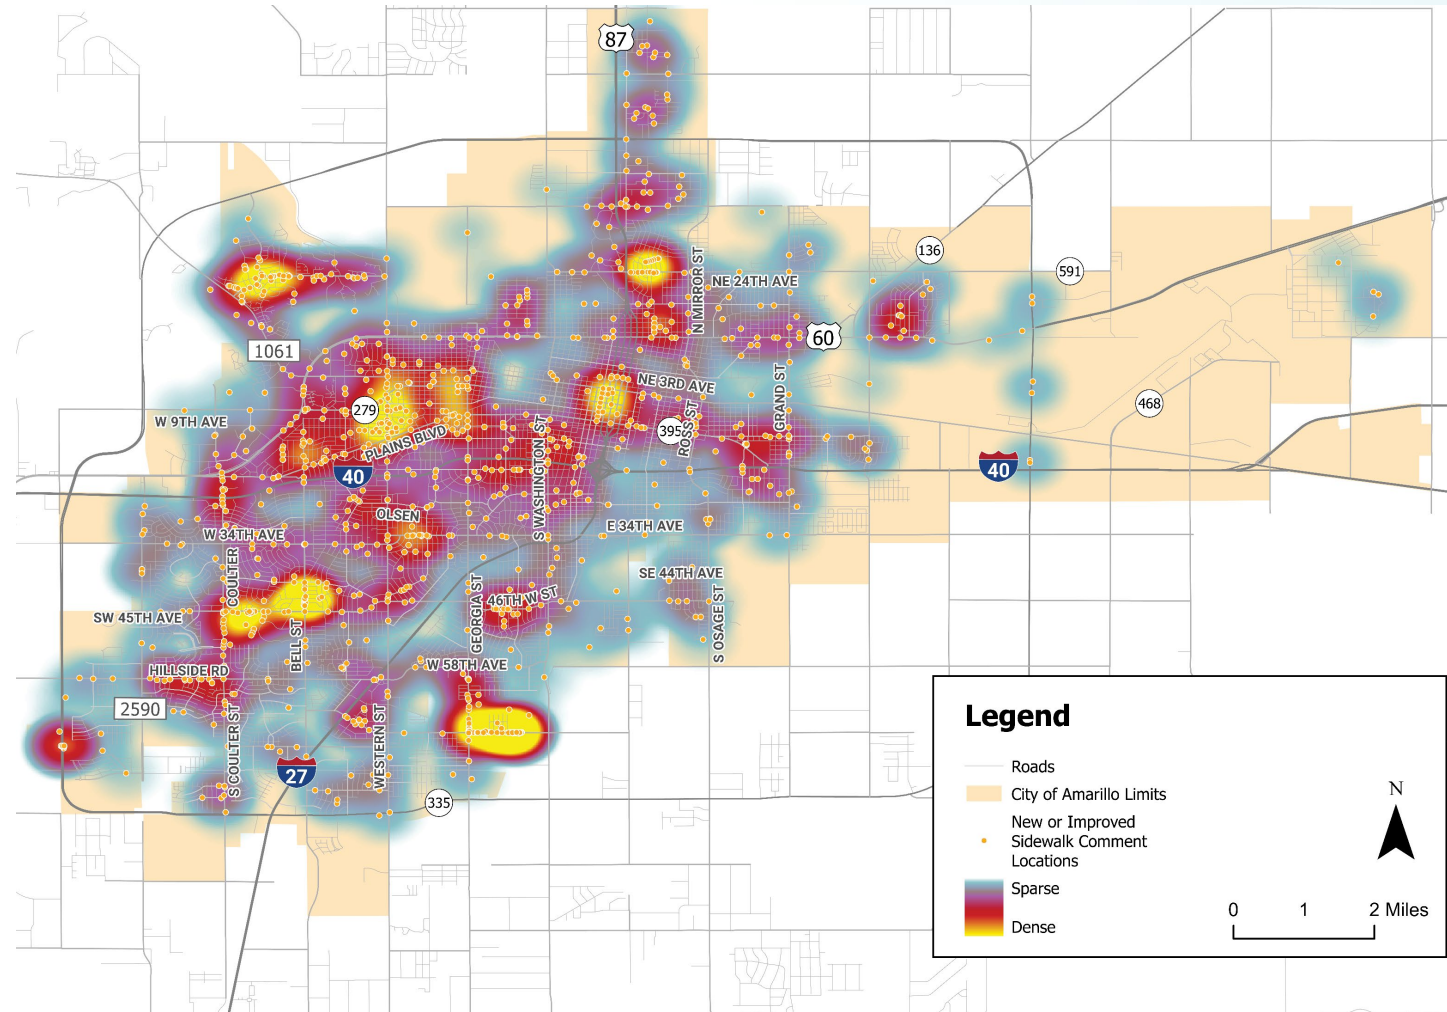 87
136
591
N MIRROR ST
NE 24TH AVE
60
1061
NE 3RD AVE
GRAND ST
468
279
W 9TH AVE
395
ROSS ST
PLAINS BLVD
S WASHINGTON ST
40
40
OLSEN
E 34TH AVE
W 34TH AVE
COULTER
SE 44TH AVE
GEORGIA ST
46TH W ST
SW 45TH AVE
BELL ST
S OSAGE ST
HILLSIDE RD
W 58TH AVE
2590
S COULTER ST
WESTERN ST
27
335
Legend
Roads
City of Amarillo Limits
New or Improved
Sidewalk Comment
Locations
Sparse
Dense
N
0 1 2 Miles